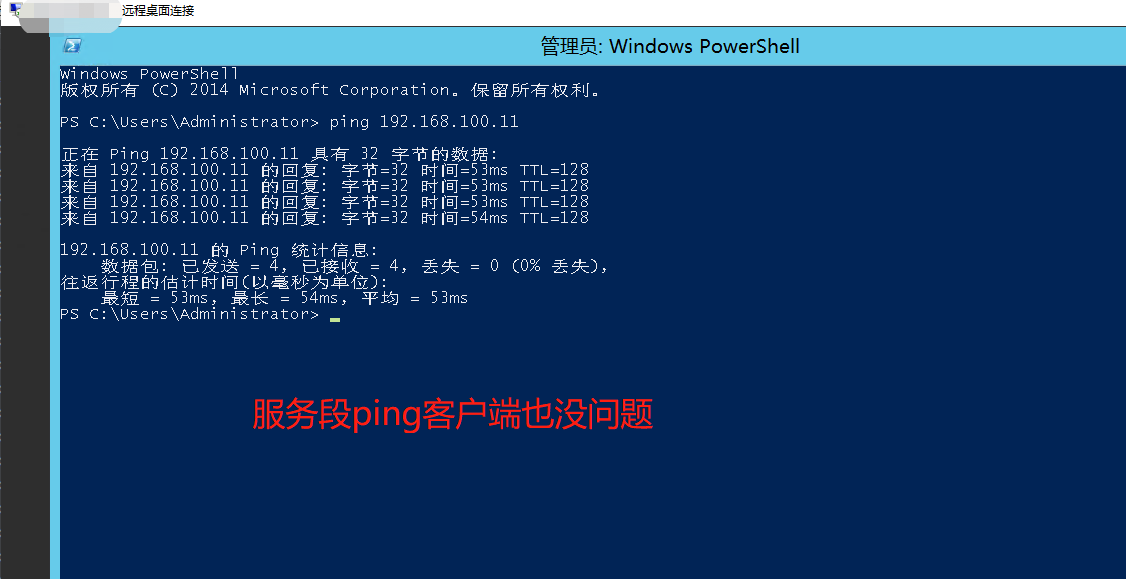 远程桌面连接
管理员: Windows PowerShell
Windows PowerShell
版权所有 (C) 2014 Microsoft Corporation。保留所有权利。
PS C:\Users\Administrator> ping 192.168.100.11
正在 Ping 192.168.100.11 具有 32 字节的数据:
来自 192.168.100.11 的回复: 字节=32 时间=53ms TTL=128
来自 192.168.100.11 的回复: 字节=32 时间=53ms TTL=128
来自 192.168.100.11 的回复: 字节=32 时间=53ms TTL=128
来自 192.168.100.11 的回复: 字节=32 时间=54ms TTL=128
192.168.100.11 的 Ping 统计信息:
数据包: 已发送 = 4，已接收 = 4，丢失 = 0 (0% 丢失)，
往返行程的估计时间(以毫秒为单位):
最短 = 53ms，最长 = 54ms，平均 = 53ms
PS C:\Users\Administrator>
服务段ping客户端也没问题